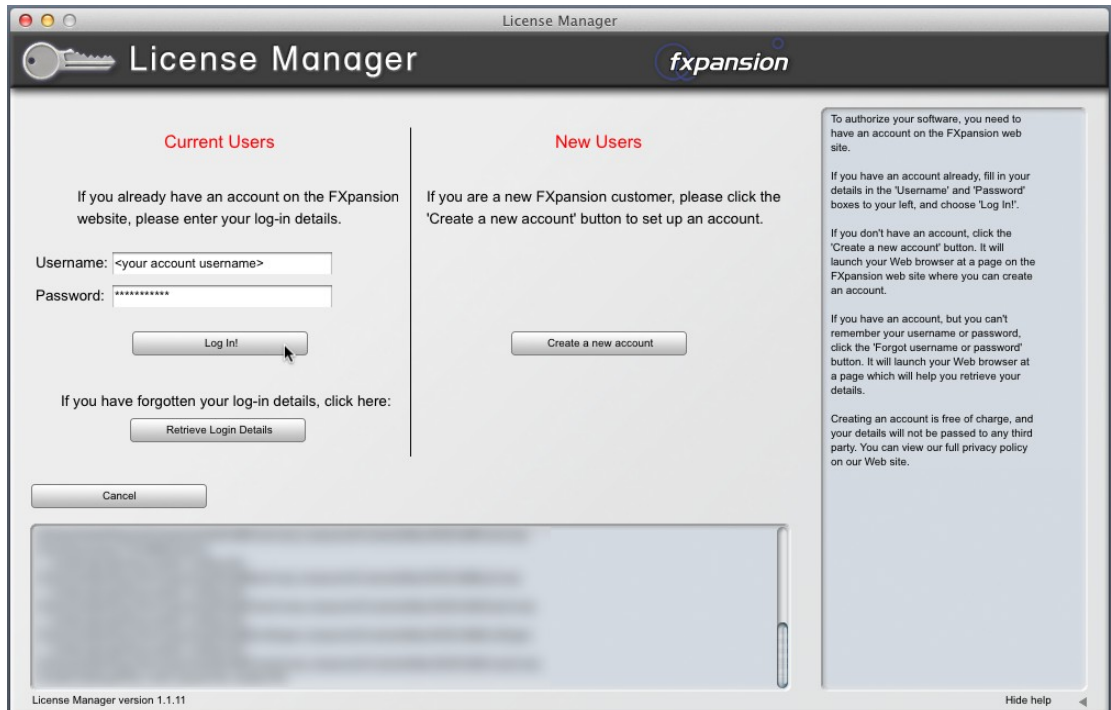 License Manager
License Manager
fxpansion
Current Users
If you already have an account on the FXpansion
website, please enter your log-in details.
Username: <your account username>
Password: ***********
Log In!
If you have forgotten your log-in details, click here:
Retrieve Login Details
Cancel
New Users
If you are a new FXpansion customer, please click the
'Create a new account' button to set up an account.
Create a new account
To authorize your software, you need to
have an account on the FXpansion web
site.
If you have an account already, fill in your
details in the 'Username' and 'Password'
boxes to your left, and choose 'Log In!'.
If you don't have an account, click the
'Create a new account' button. It will
launch your Web browser at a page on the
FXpansion web site where you can create
an account.
If you have an account, but you can't
remember your username or password,
click the 'Forgot username or password'
button. It will launch your Web browser at
a page which will help you retrieve your
details.
Creating an account is free of charge, and
your details will not be passed to any third
party. You can view our full privacy policy
on our Web site.
License Manager version 1.1.11
Hide help